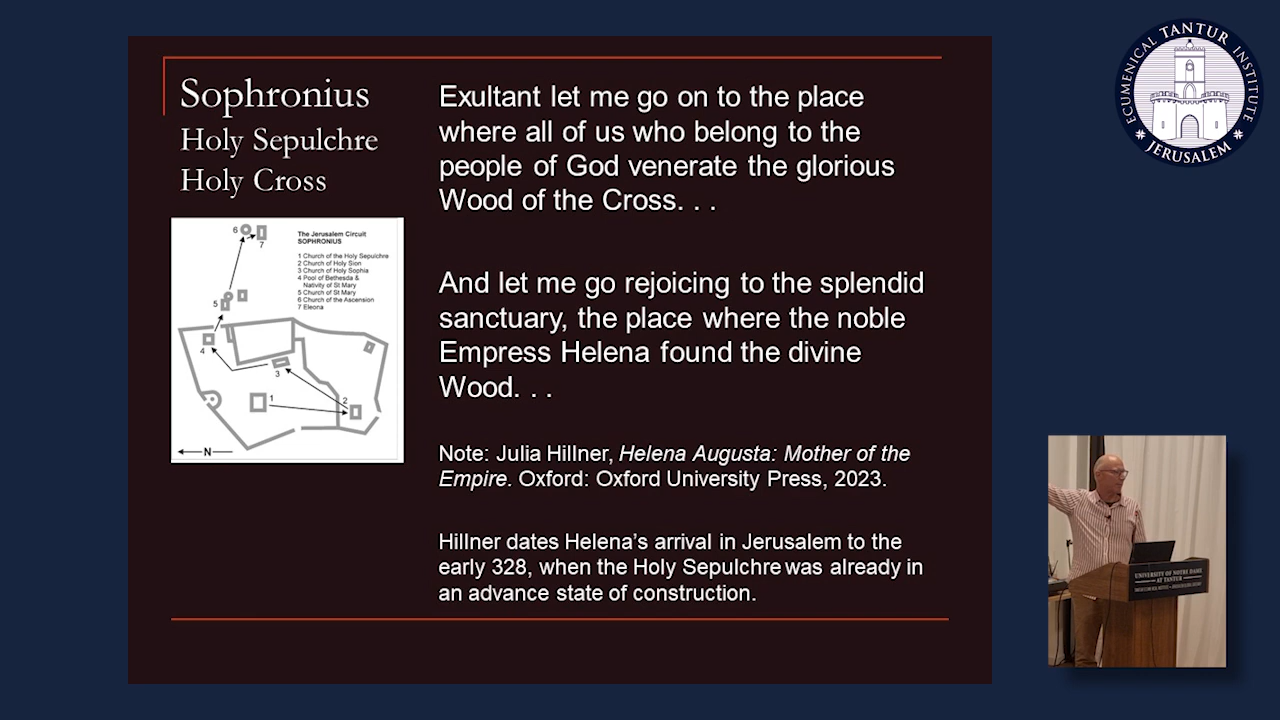 Sophronius
Holy Sepulchre
Holy Cross
6
7
5
4
3
2
1
N
The Jerusalem Circuit
SOPHRONIUS
1 Church of the Holy Sepulchre
2 Church of Holy Sion
3 Church of Holy Sophia
4 Pool of Bethesda &
Nativity of St Mary
5 Church of St Mary
6 Church of the Ascension
7 Eleona
Exultant let me go on to the place
where all of us who belong to the
people of God venerate the glorious
Wood of the Cross. . .
And let me go rejoicing to the splendid
sanctuary, the place where the noble
Empress Helena found the divine
Wood. . .
Note: Julia Hillner, Helena Augusta: Mother of the
Empire. Oxford: Oxford University Press, 2023.
Hillner dates Helena’s arrival in Jerusalem to the
early 328, when the Holy Sepulchre was already in
an advance state of construction.
ECUMENICAL TANTUR INSTITUTE
JERUSALEM
UNIVERSITY OF NOTRE DAME
AT TANTUR